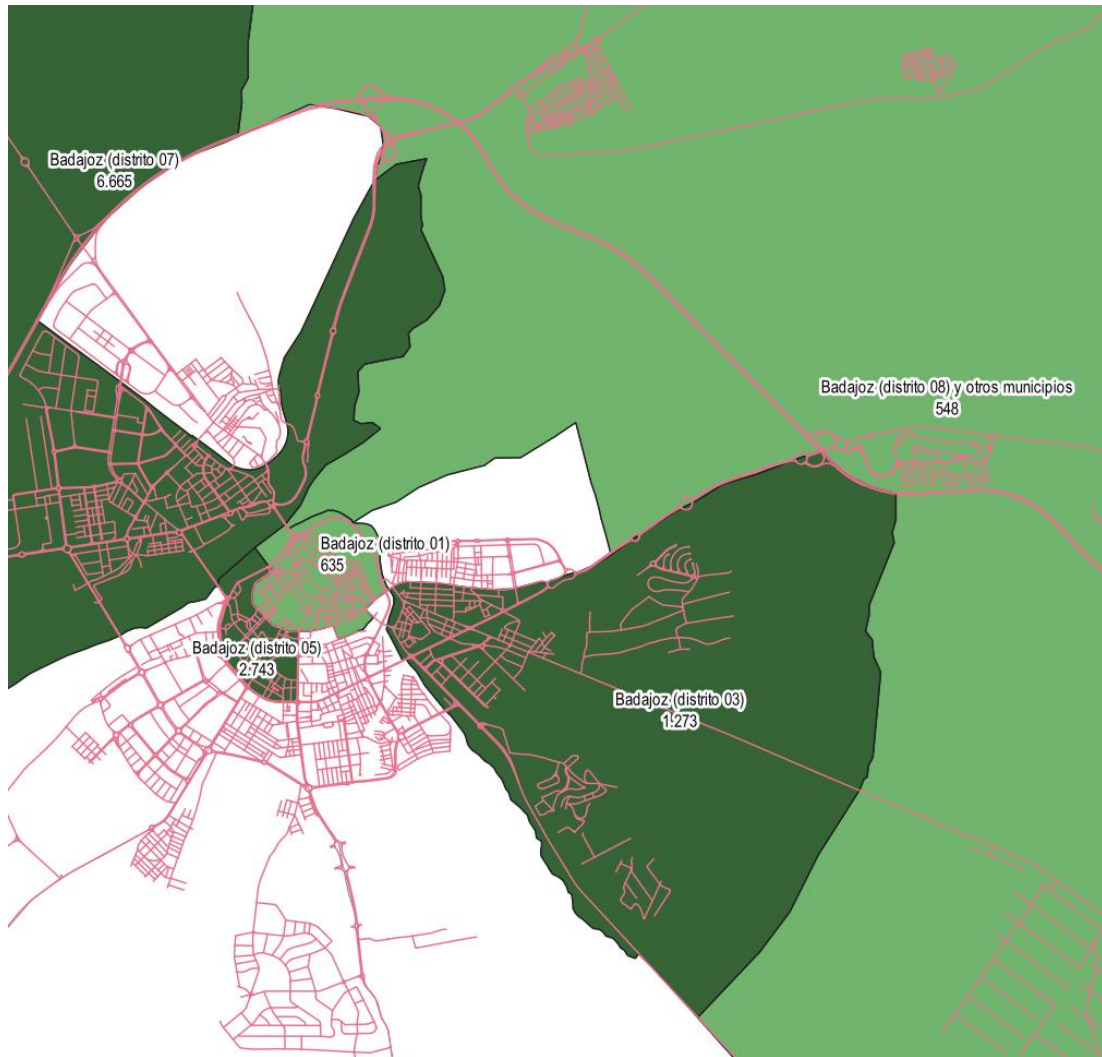 Badajoz (distrito 07)
6.665
Badajoz (distrito 08) y otros municipios
548
Badajoz (distrito 01)
635
Badajoz (distrito 05)
2.743
Badajoz (distrito 03)
1.273